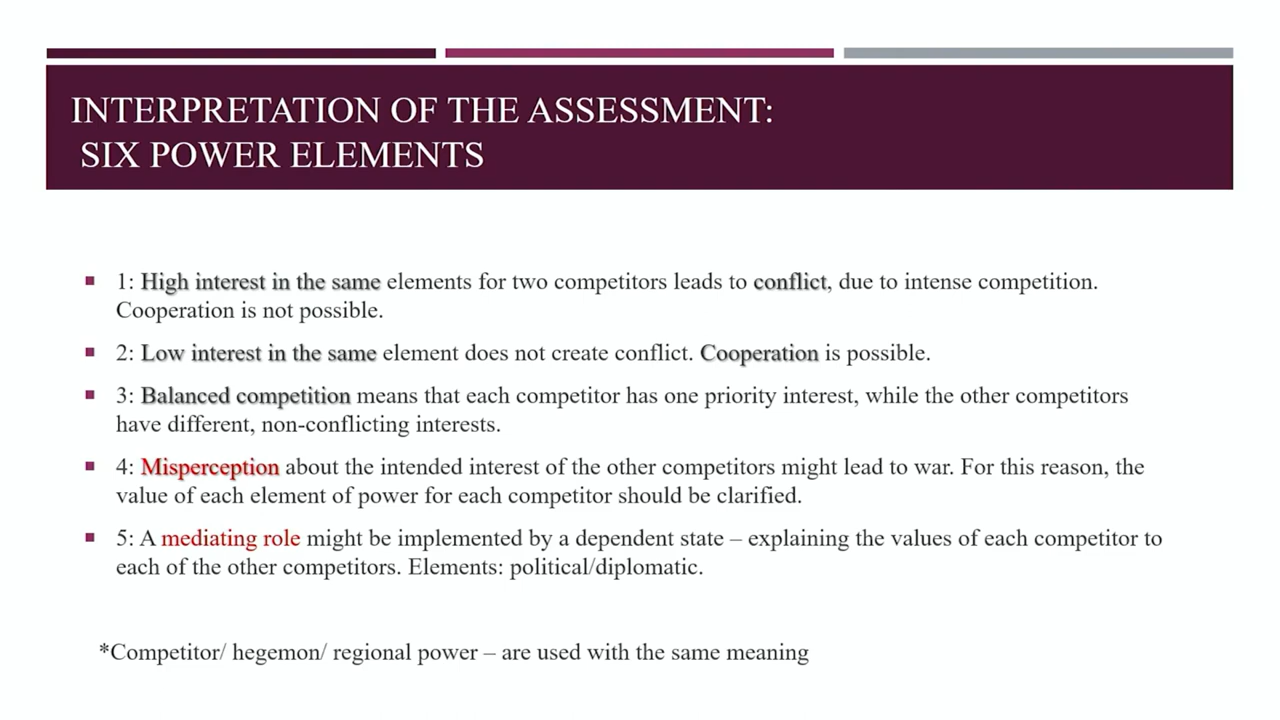 INTERPRETATION OF THE ASSESSMENT:
SIX POWER ELEMENTS
1: High interest in the same elements for two competitors leads to conflict, due to intense competition.
Cooperation is not possible.
2: Low interest in the same element does not create conflict. Cooperation is possible.
3: Balanced competition means that each competitor has one priority interest, while the other competitors
have different, non-conflicting interests.
4: Misperception about the intended interest of the other competitors might lead to war. For this reason, the
value of each element of power for each competitor should be clarified.
5: A mediating role might be implemented by a dependent state – explaining the values of each competitor to
each of the other competitors. Elements: political/diplomatic.
*Competitor/ hegemon/ regional power – are used with the same meaning